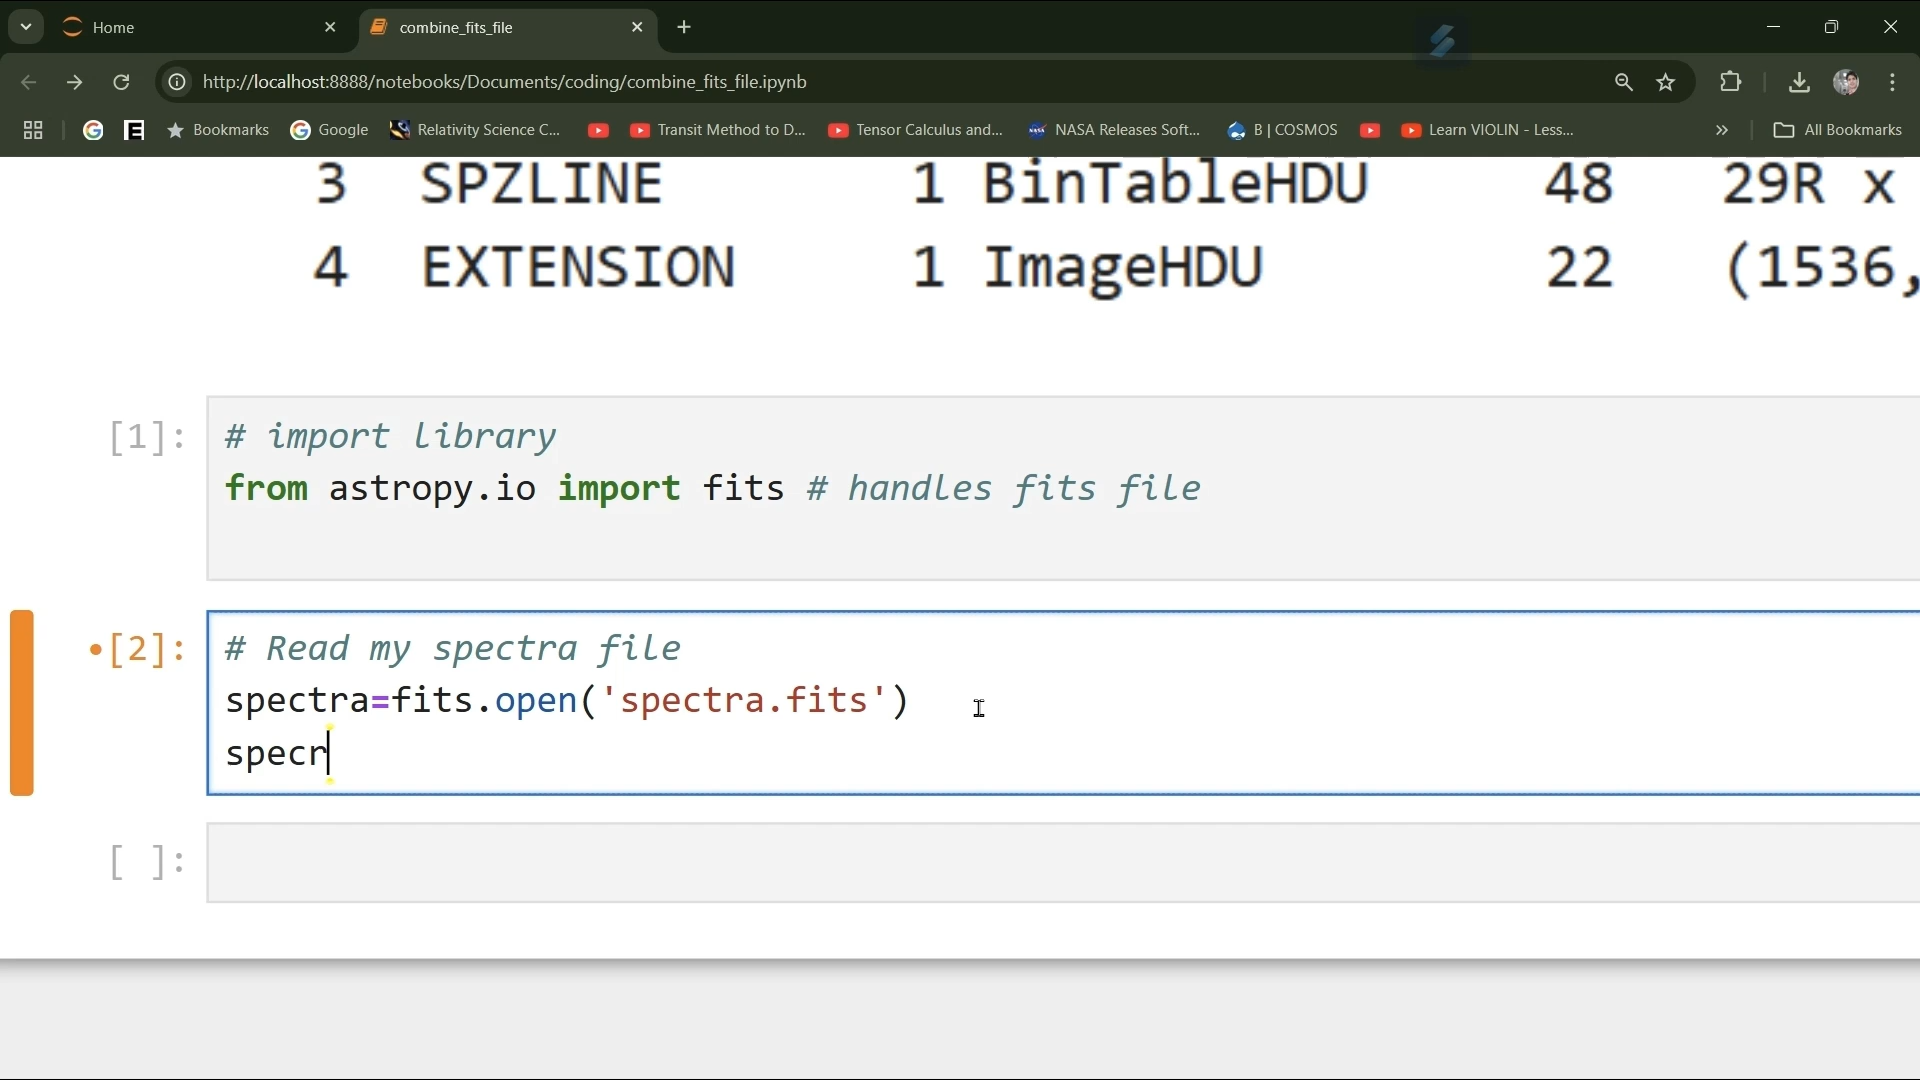 Home
combine_fits_file
http://localhost:8888/notebooks/Documents/coding/combine_fits_file.ipynb
Bookmarks
Google
Relativity Science C...
Transit Method to D...
Tensor Calculus and...
NASA Releases Soft...
B | COSMOS
Learn VIOLIN - Less...
All Bookmarks
3 SPZLINE 1 BinTableHDU 48 29R x
4 EXTENSION 1 ImageHDU 22 (1536,
[1]:
# import library
from astropy.io import fits # handles fits file
[2]:
# Read my spectra file
spectra=fits.open('spectra.fits')
specr
[ ]: